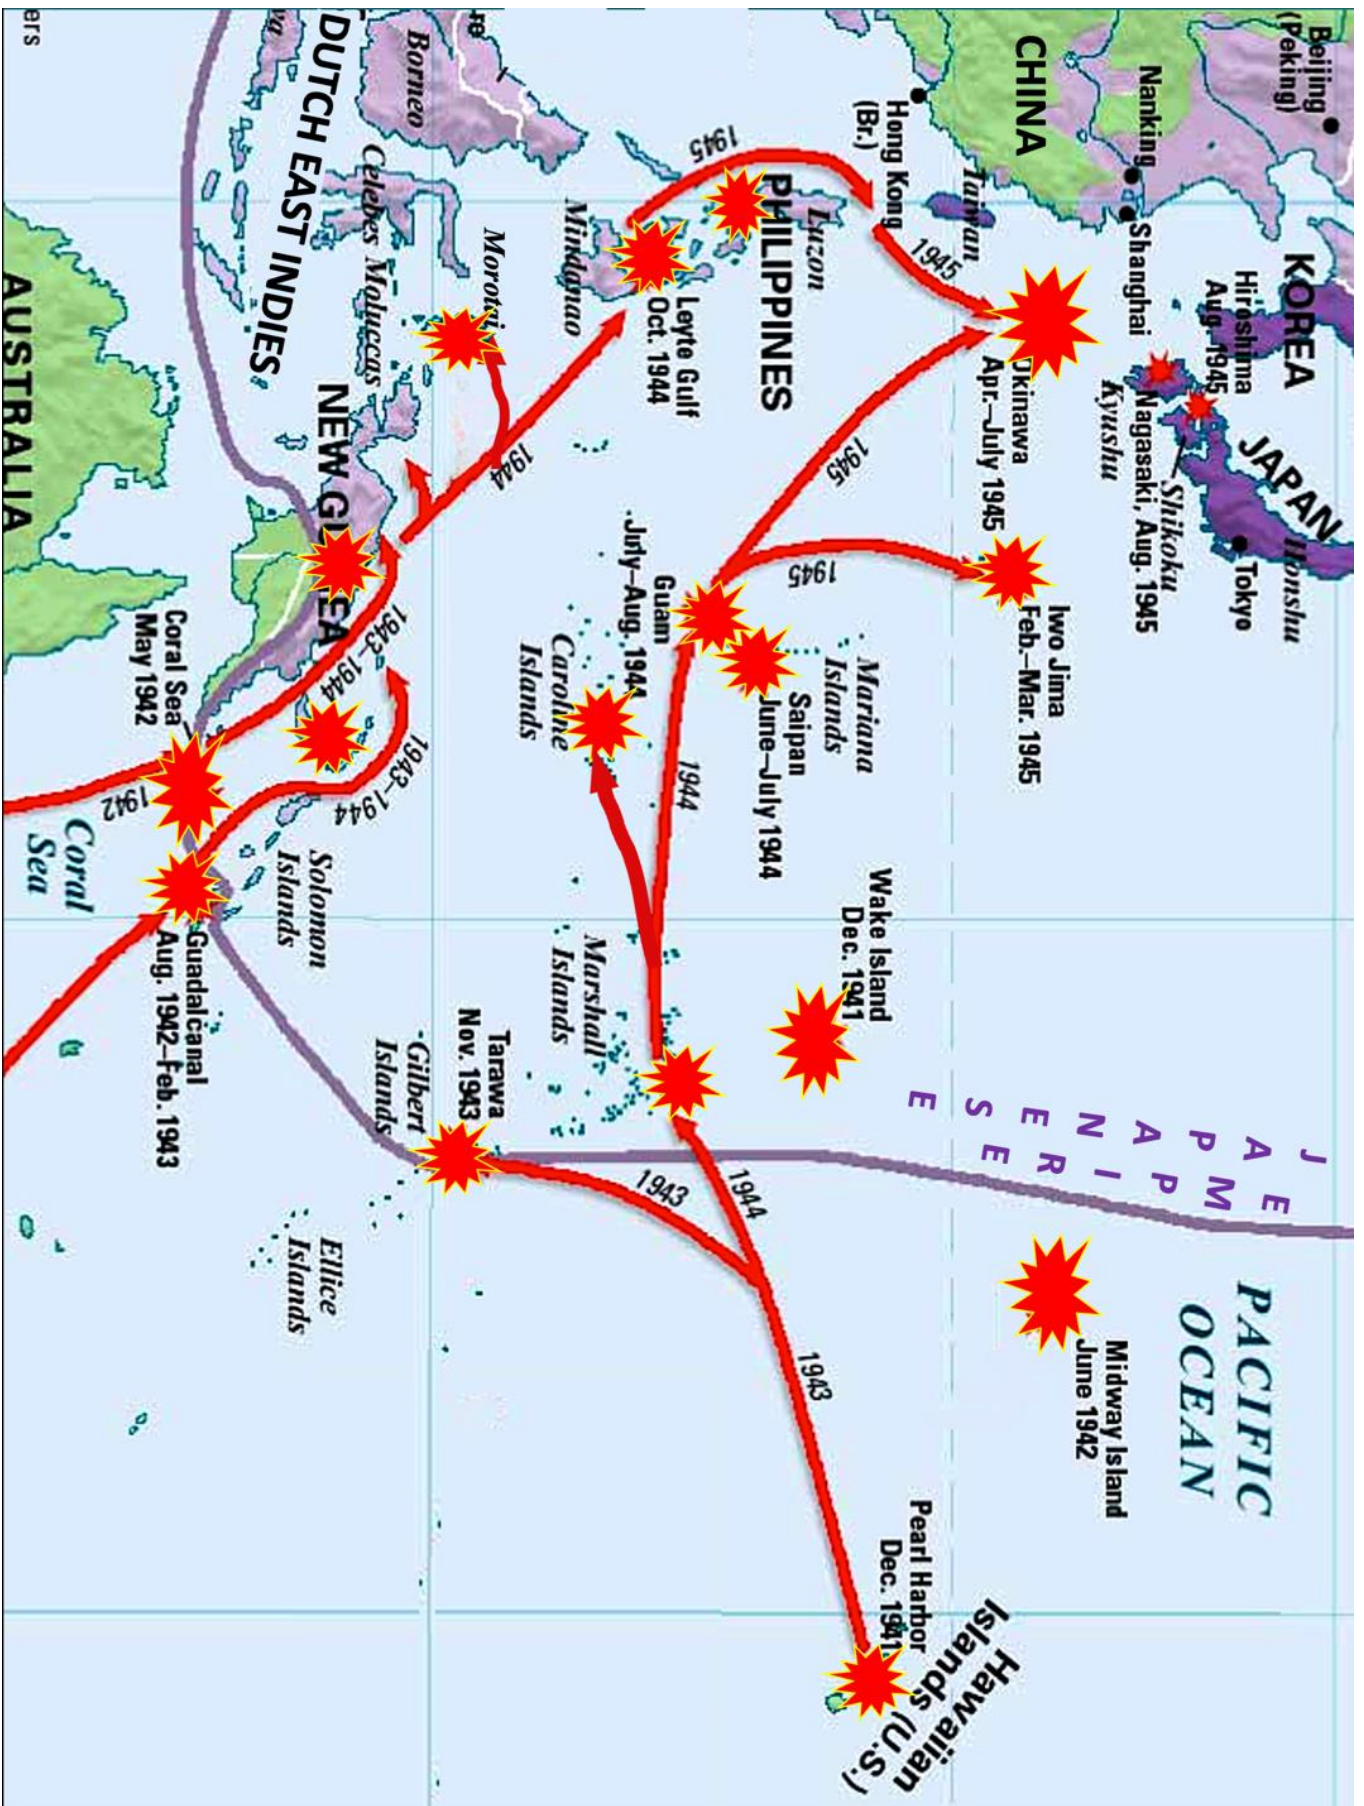 Beijing
(Peking)
KOREA
JAPAN
Honshu
Tokyo
Hiroshima
Aug. 1945
Shikoku
Nagasaki, Aug. 1945
Kyushu
Nanking
Shanghai
CHINA
Okinawa
Apr.–July 1945
Iwo Jima
Feb.–Mar. 1945
JAPANESE
EMPIRE
PACIFIC
OCEAN
Midway Island
June 1942
Taiwan
Hong Kong
(Br.)
1945
1945
1945
1945
Luzon
PHILIPPINES
Mariana
Islands
Saipan
June–July 1944
Wake Island
Dec. 1941
Pearl Harbor
Dec. 1941
Hawaiian
Islands (U.S.)
Leyte Gulf
Oct. 1944
Guam
July–Aug. 1944
1944
1944
1943
1943
Mindanao
Caroline
Islands
Marshall
Islands
Morotai
1944
Tarawa
Nov. 1943
Gilbert
Islands
Borneo
Celebes
Moluccas
NEW G EA
1943–1944
1943–1944
DUTCH EAST INDIES
Solomon
Islands
Ellice
Islands
Coral Sea
May 1942
1942
Guadalcanal
Aug. 1942–Feb. 1943
Coral
Sea
AUSTRALIA
ers